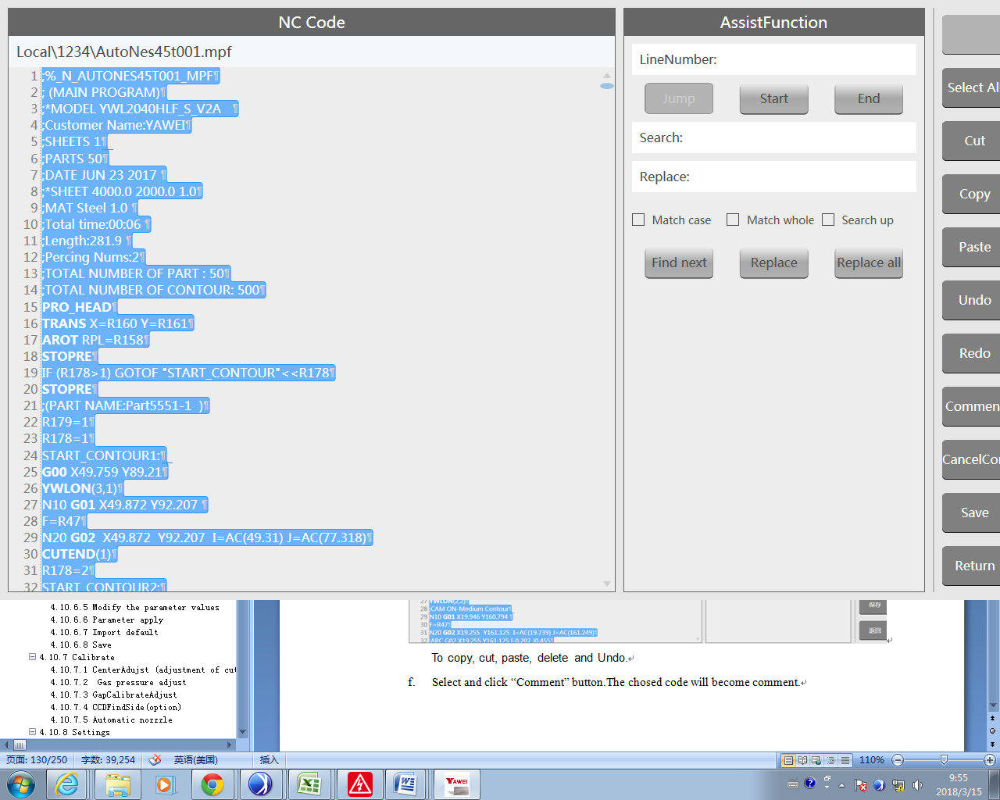 NC Code
Local\1234\AutoNes45t001.mpf
1 ;%_N_AUTONES45T001_MPF¶
2 ; (MAIN PROGRAM)¶
3 ;*MODEL YWL2040HLF_S_V2A ¶
4 ;Customer Name:YAWEI¶
5 ;SHEETS 1¶
6 ;PARTS 50¶
7 ;DATE JUN 23 2017 ¶
8 ;*SHEET 4000.0 2000.0 1.0¶
9 ;MAT Steel 1.0 ¶
10 ;Total time:00:06 ¶
11 ;Length:281.9 ¶
12 ;Percing Nums:2¶
13 ;TOTAL NUMBER OF PART : 50¶
14 ;TOTAL NUMBER OF CONTOUR: 500¶
15 PRO_HEAD¶
16 TRANS X=R160 Y=R161¶
17 AROT RPL=R158¶
18 STOPRE¶
19 IF (R178>1) GOTOF "START_CONTOUR"<<R178¶
20 STOPRE¶
21 ;(PART NAME:Part5551-1 )¶
22 R179=1¶
23 R178=1¶
24 START_CONTOUR1:¶
25 G00 X49.759 Y89.21¶
26 YWLON(3,1)¶
27 N10 G01 X49.872 Y92.207 ¶
28 F=R47¶
29 N20 G02 X49.872 Y92.207 I=AC(49.31) J=AC(77.318)¶
30 CUTEND(1)¶
31 R178=2¶
32 START_CONTOUR2:¶
AssistFunction
LineNumber:
Jump Start End
Search:
Replace:
Match case Match whole Search up
Find next Replace Replace all
Select Al
Cut
Copy
Paste
Undo
Redo
Commen
CancelCor
Save
Return
4.10.6.5 Modify the parameter values
4.10.6.6 Parameter apply
4.10.6.7 Import default
4.10.6.8 Save
4.10.7 Calibrate
4.10.7.1 CenterAdujst (adjustment of cut
4.10.7.2 Gas pressure adjust
4.10.7.3 GapCalibrateAdjust
4.10.7.4 CCDFindSide(option)
4.10.7.5 Automatic nozzzle
4.10.8 Settings
27 YWLON(2,2)¶
28 ;CAM ON-Medium Contour¶
29 N10 G01 X19.946 Y160.794 ¶
30 F=R47¶
31 N20 G02 X19.255 Y161.125 I=AC(19.739) J=AC(161.249)¶
32 ;ARC G02 X19.255 Y161.125 I-0.207 J0.455¶
保存
返回
To copy, cut, paste, delete and Undo.↵
f. Select and click “Comment” button.The chosed code will become comment.↵
页面: 130/250 字数: 39,254 英语(美国) 插入 110%
YAWEI
9:55
2018/3/15